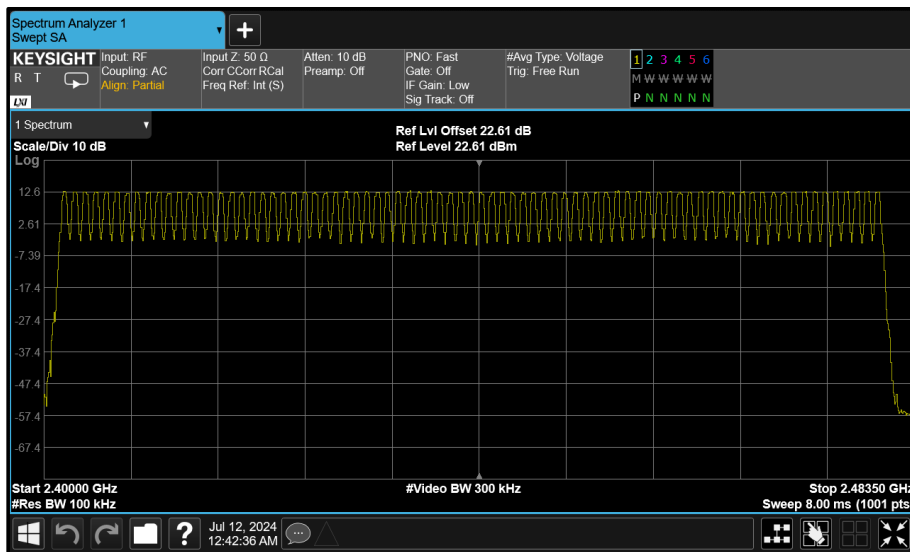 Spectrum Analyzer 1
Swept SA
KEYSIGHT
R T
LXI
Input: RF
Coupling: AC
Align: Partial
Input Z: 50 Ω
Corr CCorr RCal
Freq Ref: Int (S)
Atten: 10 dB
Preamp: Off
PNO: Fast
Gate: Off
IF Gain: Low
Sig Track: Off
#Avg Type: Voltage
Trig: Free Run
1 2 3 4 5 6
M W W W W W
P N N N N N
1 Spectrum
Scale/Div 10 dB
Ref Lvl Offset 22.61 dB
Ref Level 22.61 dBm
Log
12.6
2.61
-7.39
-17.4
-27.4
-37.4
-47.4
-57.4
-67.4
Start 2.40000 GHz
#Video BW 300 kHz
Stop 2.48350 GHz
#Res BW 100 kHz
Sweep 8.00 ms (1001 pts
?
Jul 12, 2024
12:42:36 AM